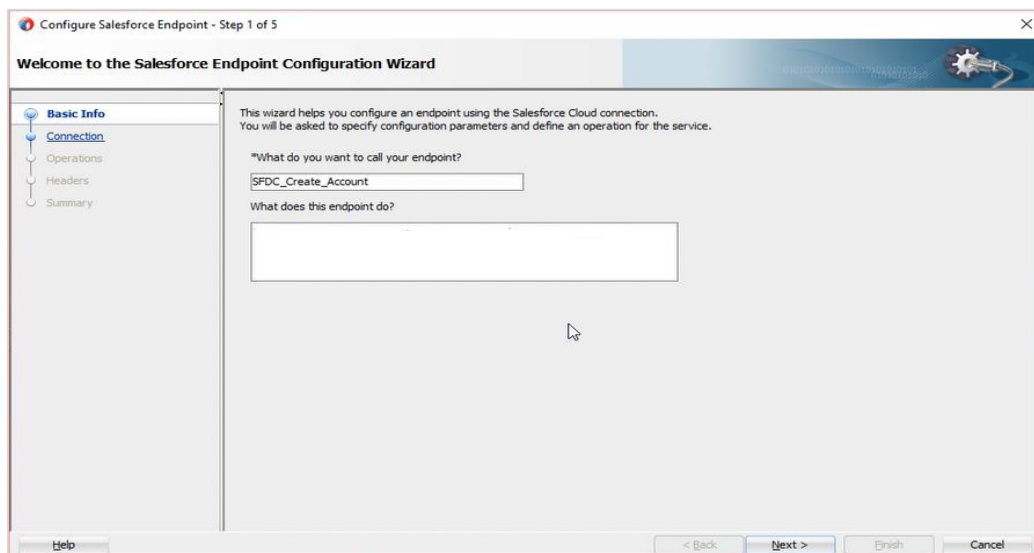 Configure Salesforce Endpoint - Step 1 of 5
Welcome to the Salesforce Endpoint Configuration Wizard
Basic Info
Connection
Operations
Headers
Summary
This wizard helps you configure an endpoint using the Salesforce Cloud connection.
You will be asked to specify configuration parameters and define an operation for the service.
*What do you want to call your endpoint?
SFDC_Create_Account
What does this endpoint do?
Help
< Back
Next >
Finish
Cancel